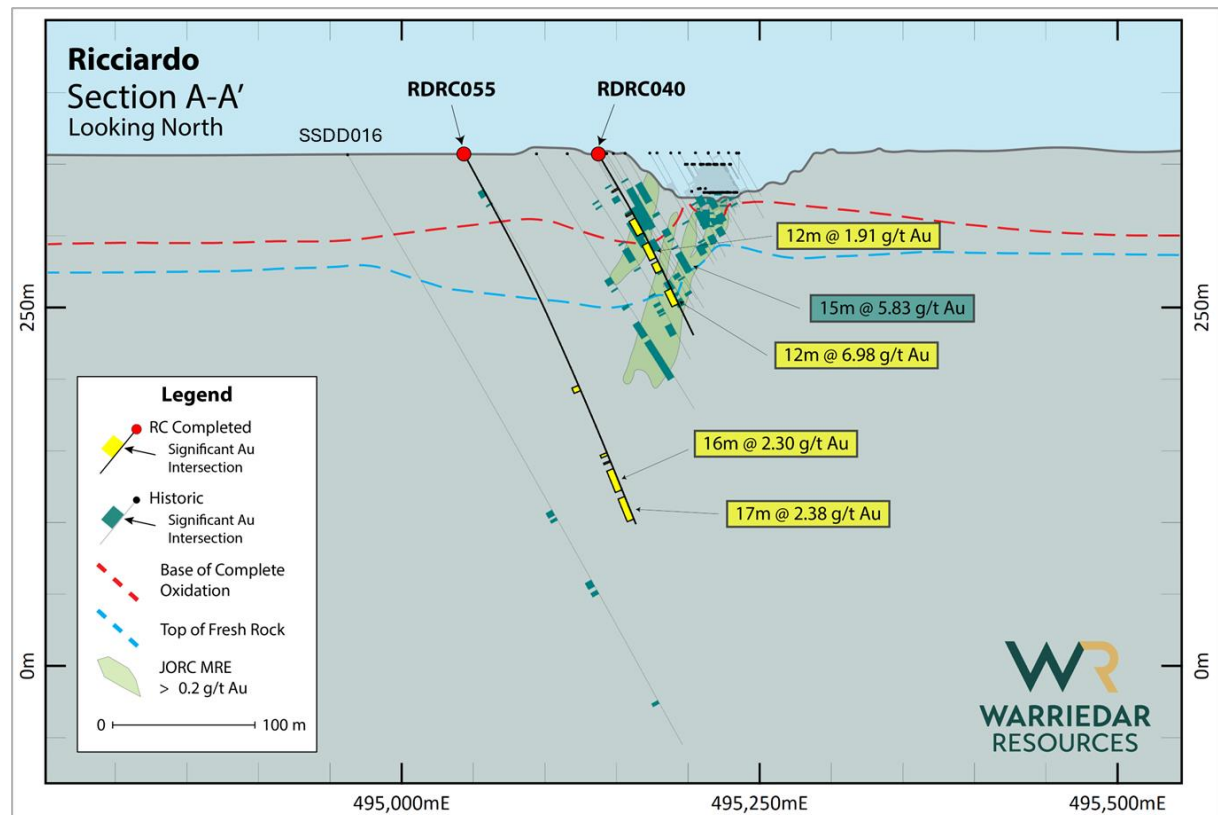 Ricciardo
Section A-A'
Looking North
RDRC055
RDRC040
SSDD016
12m @ 1.91 g/t Au
15m @ 5.83 g/t Au
12m @ 6.98 g/t Au
16m @ 2.30 g/t Au
17m @ 2.38 g/t Au
250m
250m
0m
0m
Legend
RC Completed
Significant Au
Intersection
Historic
Significant Au
Intersection
Base of Complete
Oxidation
Top of Fresh Rock
JORC MRE
> 0.2 g/t Au
0 100 m
WR
WARRIEDAR
RESOURCES
495,000mE
495,250mE
495,500mE